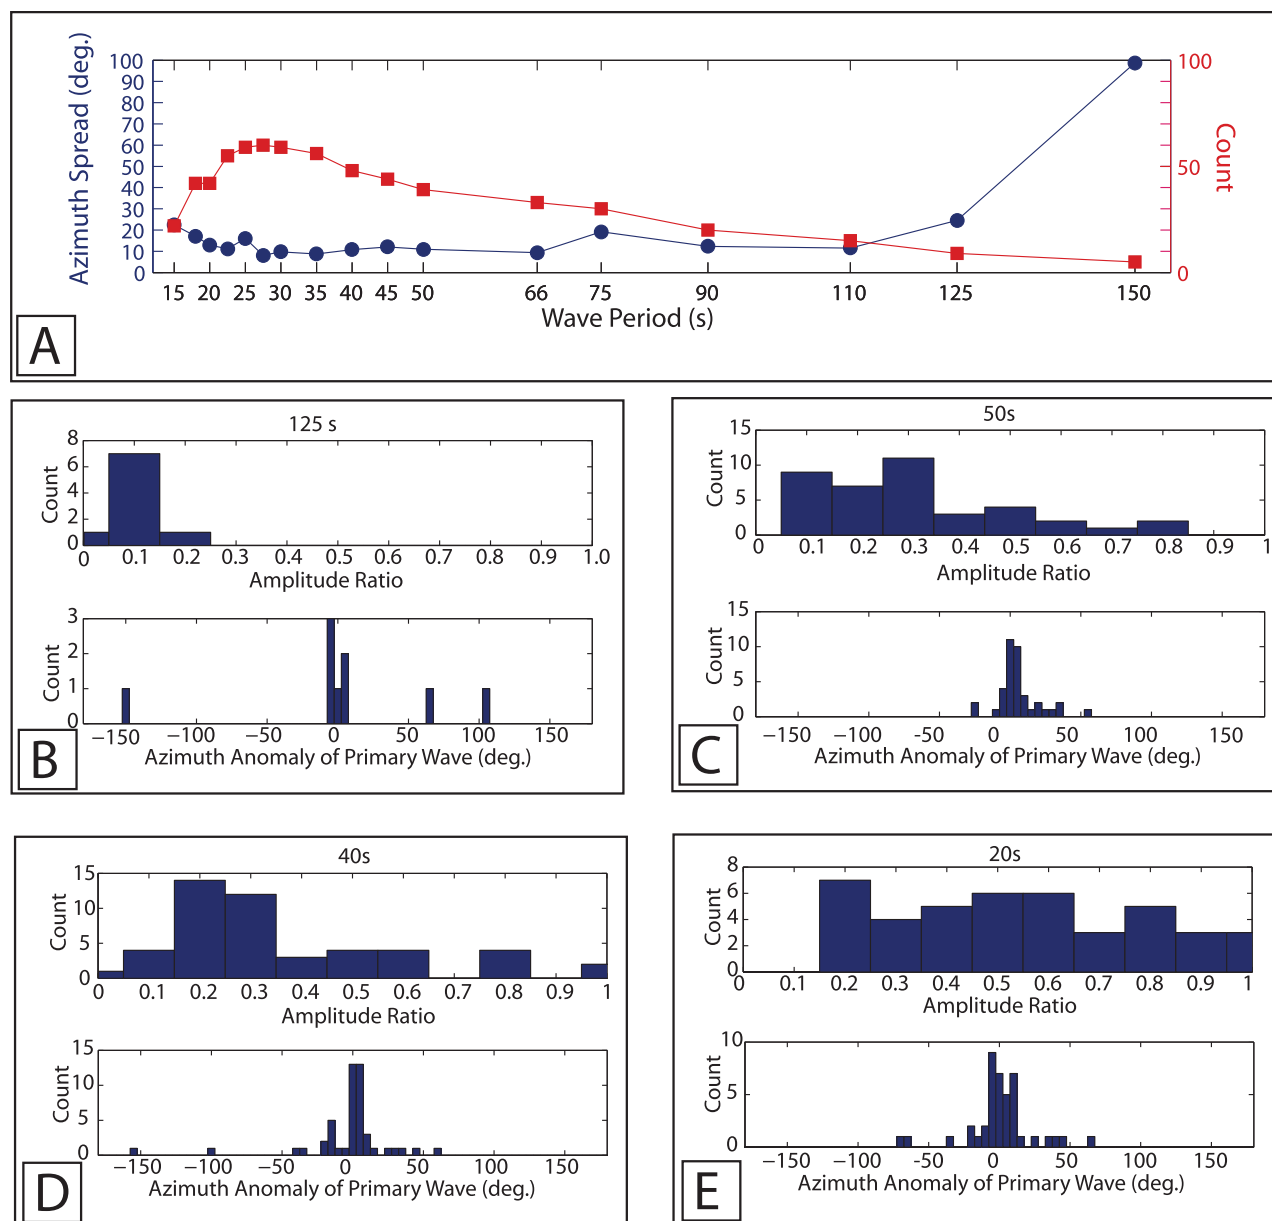 Azimuth Spread (deg.)
100
90
80
70
60
50
40
30
20
10
0
100
50
0
Count
15 20 25 30 35 40 45 50 66 75 90 110 125 150
Wave Period (s)
A
125 s
Count
8
6
4
2
0
0 0.1 0.2 0.3 0.4 0.5 0.6 0.7 0.8 0.9 1.0
Amplitude Ratio
Count
3
2
1
0
−150 −100 -50 0 50 100 150
Azimuth Anomaly of Primary Wave (deg.)
B
50s
Count
15
10
5
0
0 0.1 0.2 0.3 0.4 0.5 0.6 0.7 0.8 0.9 1
Amplitude Ratio
Count
15
10
5
0
−150 −100 -50 0 50 100 150
Azimuth Anomaly of Primary Wave (deg.)
C
40s
Count
15
10
5
0
0 0.1 0.2 0.3 0.4 0.5 0.6 0.7 0.8 0.9 1
Amplitude Ratio
Count
15
10
5
0
−150 −100 −50 0 50 100 150
Azimuth Anomaly of Primary Wave (deg.)
D
20s
Count
8
6
4
2
0
0 0.1 0.2 0.3 0.4 0.5 0.6 0.7 0.8 0.9 1
Amplitude Ratio
Count
10
5
0
−150 −100 -50 0 50 100 150
Azimuth Anomaly of Primary Wave (deg.)
E